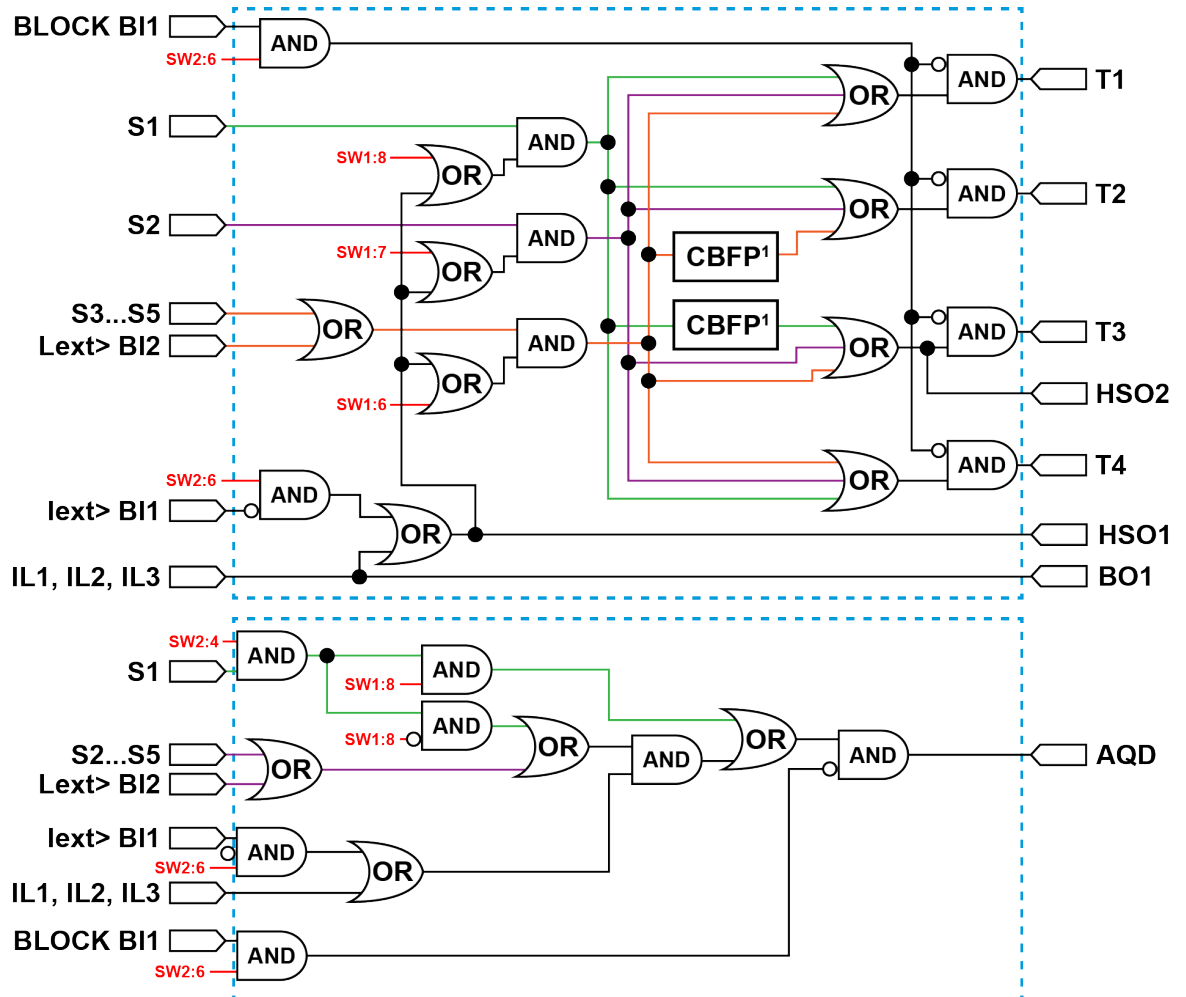 BLOCK BI1
SW2:6
AND
AND
T1
OR
S1
AND
SW1:8
OR
AND
T2
OR
S2
AND
SW1:7
OR
CBFP¹
S3...S5
OR
Lext> BI2
AND
CBFP¹
OR
AND
T3
OR
SW1:6
HSO2
SW2:6
AND
Iext> BI1
OR
AND
T4
OR
HSO1
IL1, IL2, IL3
BO1
SW2:4
AND
S1
AND
SW1:8
AND
SW1:8
S2...S5
OR
OR
Lext> BI2
AND
OR
AND
AQD
Iext> BI1
AND
SW2:6
OR
IL1, IL2, IL3
BLOCK BI1
AND
SW2:6